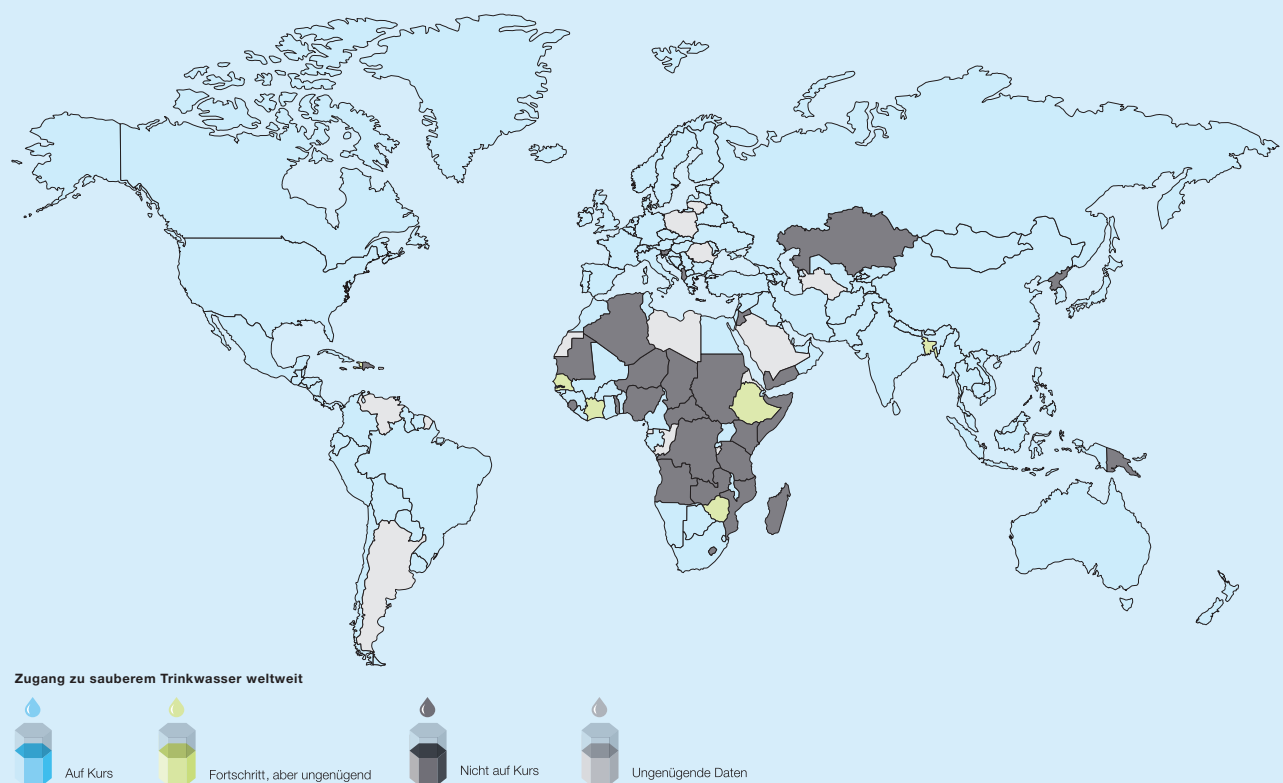 Zugang zu sauberem Trinkwasser weltweit
Auf Kurs
Fortschritt, aber ungenügend
Nicht auf Kurs
Ungenügende Daten